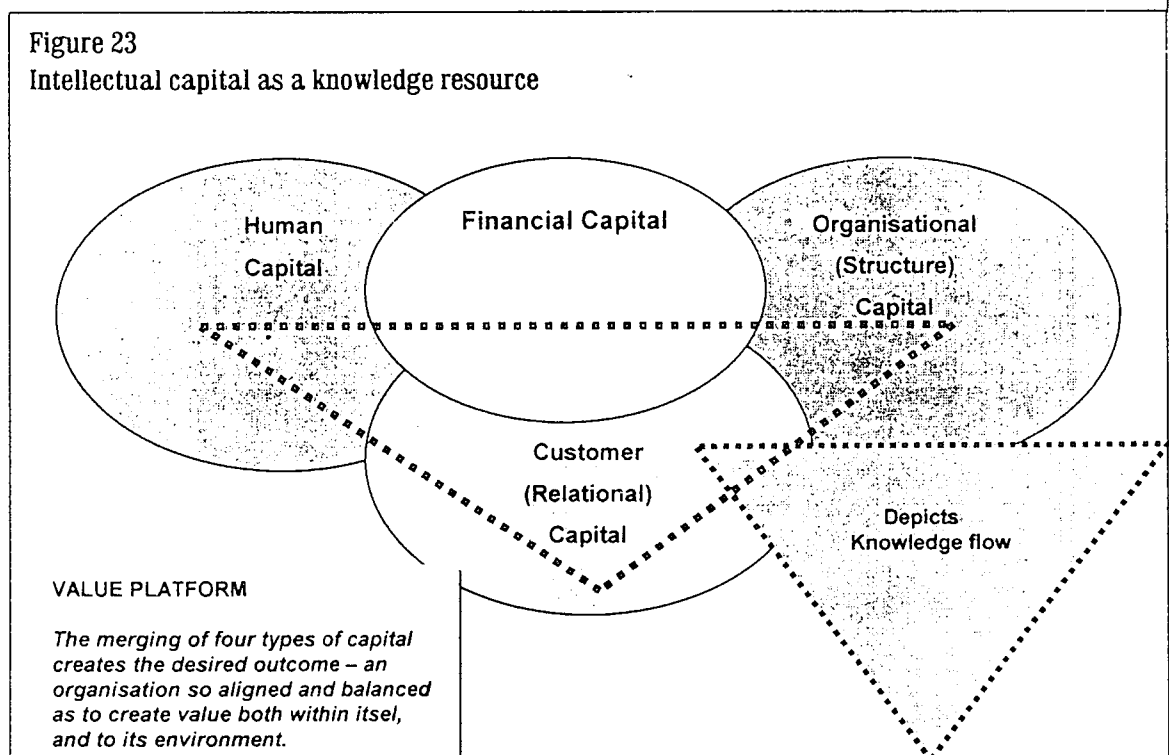 Figure 23
Intellectual capital as a knowledge resource
Human
Capital
Financial Capital
Organisational
(Structure)
Capital
Customer
(Relational)
Capital
Depicts
Knowledge flow
VALUE PLATFORM
The merging of four types of capital
creates the desired outcome – an
organisation so aligned and balanced
as to create value both within itsel,
and to its environment.